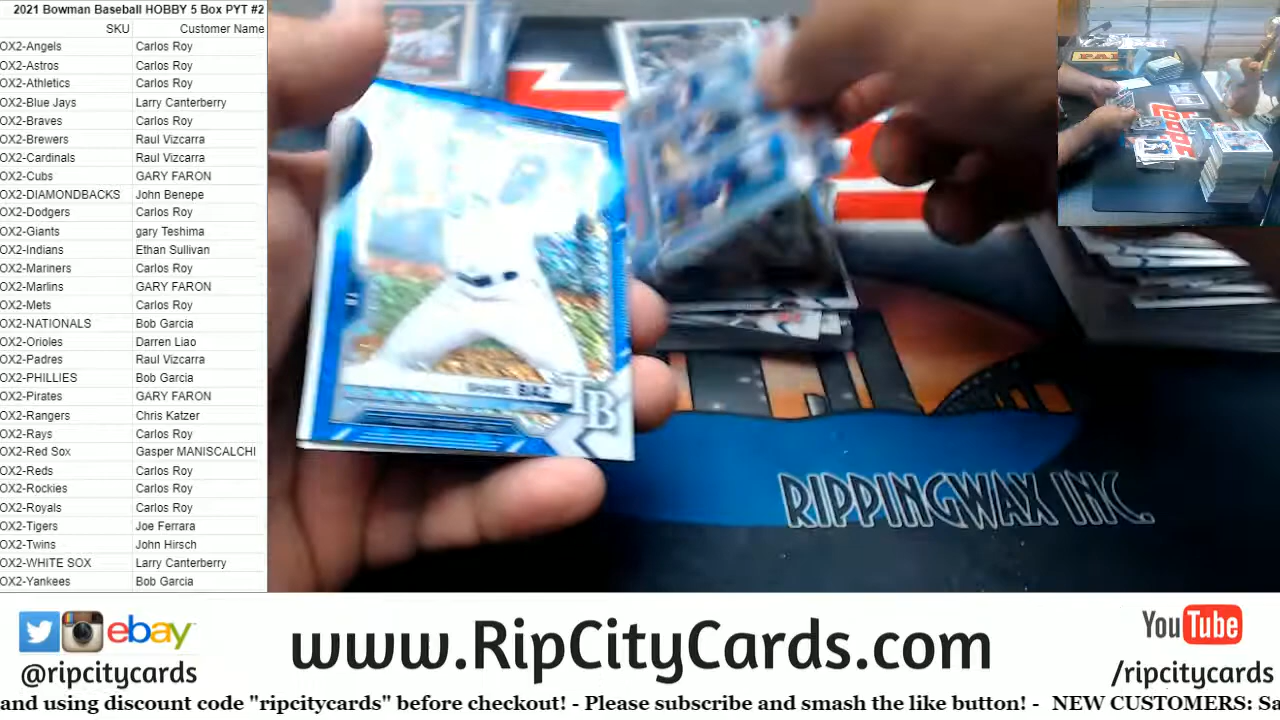 2021 Bowman Baseball HOBBY 5 Box PYT #2
SKU Customer Name
OX2-Angels Carlos Roy
OX2-Astros Carlos Roy
OX2-Athletics Carlos Roy
OX2-Blue Jays Larry Canterberry
OX2-Braves Carlos Roy
OX2-Brewers Raul Vizcarra
OX2-Cardinals Raul Vizcarra
OX2-Cubs GARY FARON
OX2-DIAMONDBACKS John Benepe
OX2-Dodgers Carlos Roy
OX2-Giants gary Teshima
OX2-Indians Ethan Sullivan
OX2-Mariners Carlos Roy
OX2-Marlins GARY FARON
OX2-Mets Carlos Roy
OX2-NATIONALS Bob Garcia
OX2-Orioles Darren Liao
OX2-Padres Raul Vizcarra
OX2-PHILLIES Bob Garcia
OX2-Pirates GARY FARON
OX2-Rangers Chris Katzer
OX2-Rays Carlos Roy
OX2-Red Sox Gasper MANISCALCHI
OX2-Reds Carlos Roy
OX2-Rockies Carlos Roy
OX2-Royals Carlos Roy
OX2-Tigers Joe Ferrara
OX2-Twins John Hirsch
OX2-WHITE SOX Larry Canterberry
OX2-Yankees Bob Garcia
SHANE BAZ
TB
RIPPINGWAX INC.
ebay
@ripcitycards
www.RipCityCards.com
YouTube
/ripcitycards
and using discount code "ripcitycards" before checkout! - Please subscribe and smash the like button! - NEW CUSTOMERS: Sa